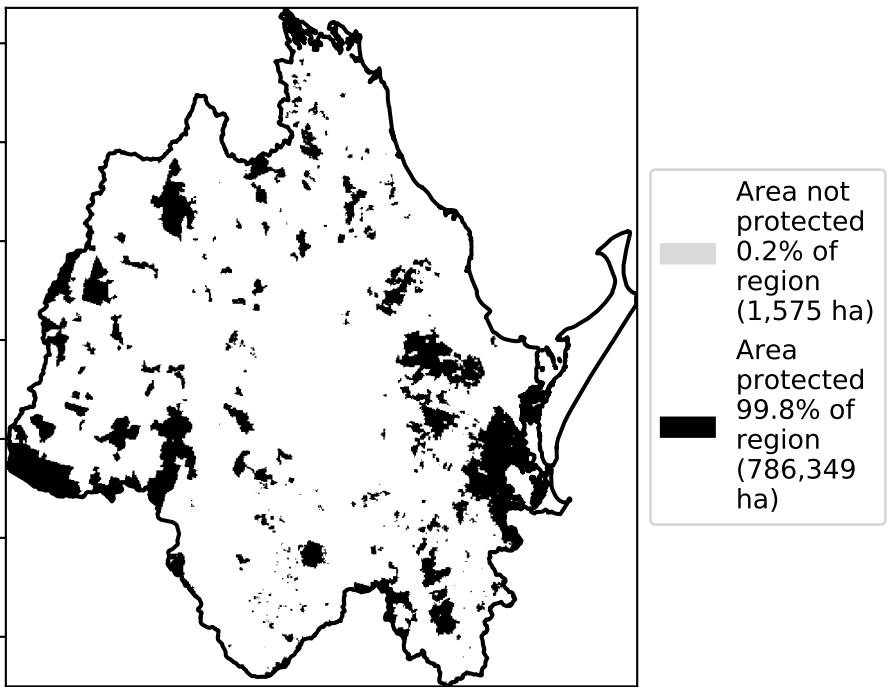 Area not
protected
0.2% of
region
(1,575 ha)
Area
protected
99.8% of
region
(786,349
ha)